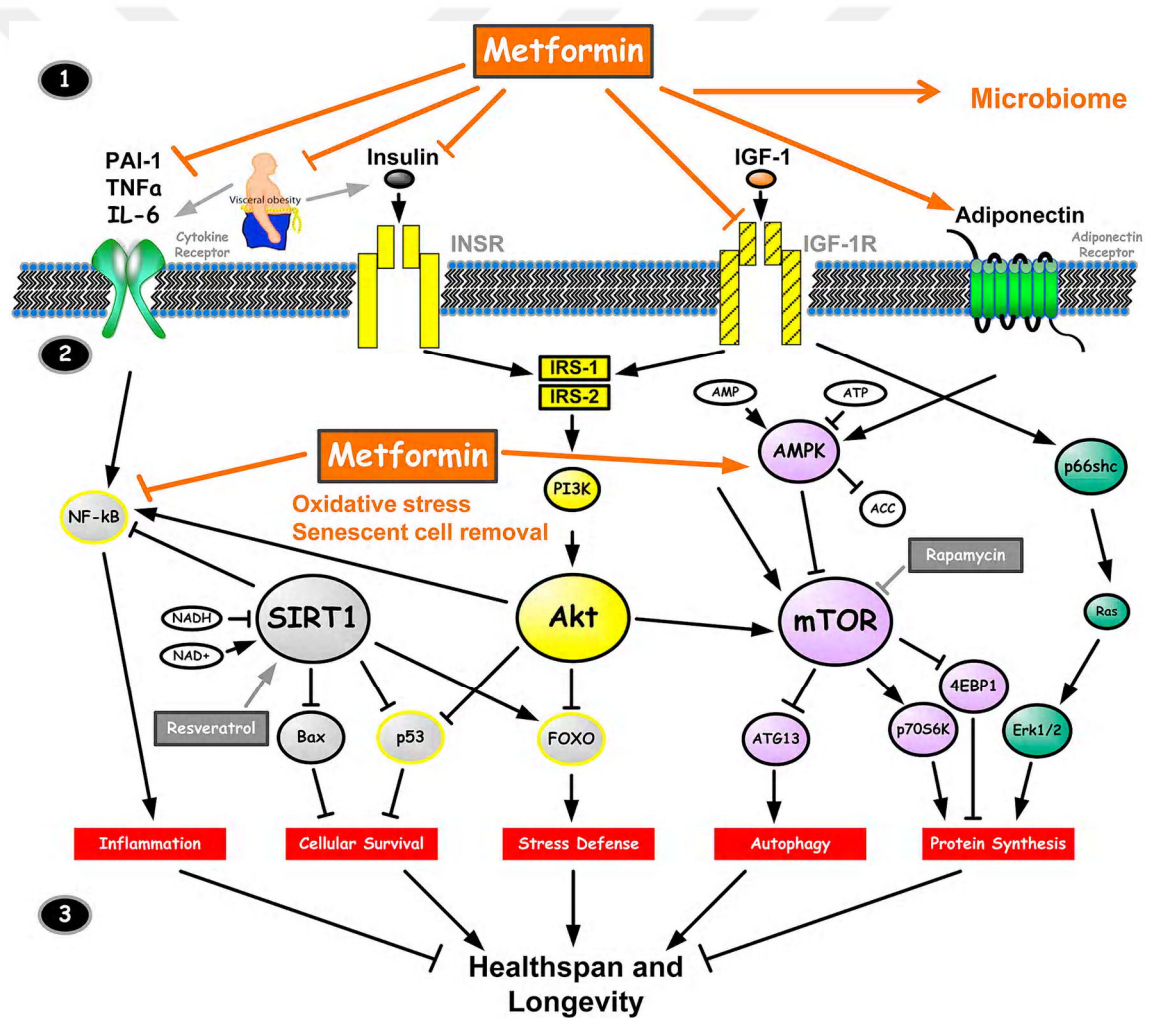 Metformin
1
Microbiome
PAI-1
TNFa
IL-6
Visceral obesity
Insulin
IGF-1
Adiponectin
Cytokine
Receptor
INSR
IGF-1R
Adiponectin
Receptor
2
IRS-1
IRS-2
AMP
ATP
AMPK
Metformin
Oxidative stress
Senescent cell removal
PI3K
p66shc
ACC
NF-kB
Rapamycin
NADH
NAD+
SIRT1
Akt
mTOR
Ras
4EBP1
Resveratrol
Bax
p53
FOXO
ATG13
p70S6K
Erk1/2
Inflammation
Cellular Survival
Stress Defense
Autophagy
Protein Synthesis
3
Healthspan and
Longevity